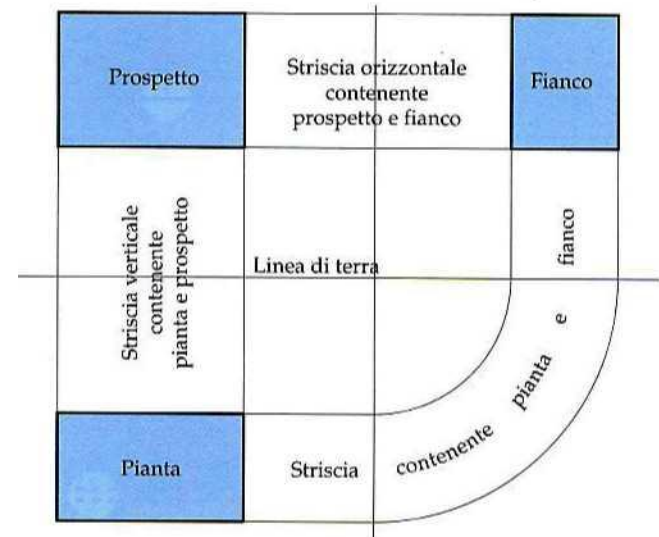 Prospetto
Striscia orizzontale
contenente
prospetto e fianco
Fianco
Striscia verticale
contenente
pianta e prospetto
Linea di terra
Pianta
Striscia contenente pianta e fianco